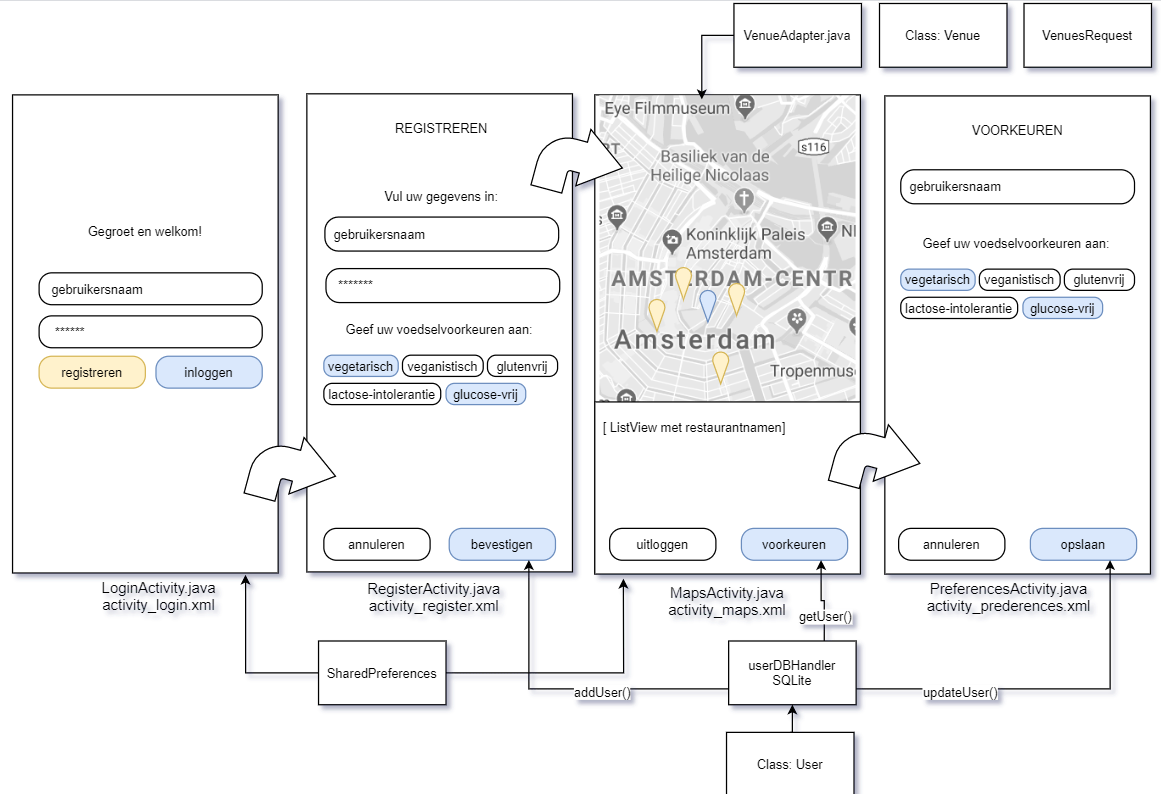 VenueAdapter.java
Class: Venue
VenuesRequest
Gegroet en welkom!
gebruikersnaam
******
registreren
inloggen
LoginActivity.java
activity_login.xml
REGISTREREN
Vul uw gegevens in:
gebruikersnaam
*******
Geef uw voedselvoorkeuren aan:
vegetarisch
veganistisch
glutenvrij
lactose-intolerantie
glucose-vrij
annuleren
bevestigen
RegisterActivity.java
activity_register.xml
Eye Filmmuseum
s116
Basiliek van de
Heilige Nicolaas
Koninklijk Paleis
Amsterdam
AMSTERDAM-CENTR
Amsterdam
Tropenmus
[ ListView met restaurantnamen]
uitloggen
voorkeuren
MapsActivity.java
activity_maps.xml
VOORKEUREN
gebruikersnaam
Geef uw voedselvoorkeuren aan:
vegetarisch
veganistisch
glutenvrij
lactose-intolerantie
glucose-vrij
annuleren
opslaan
PreferencesActivity.java
activity_prederences.xml
getUser()
SharedPreferences
userDBHandler
SQLite
addUser()
updateUser()
Class: User